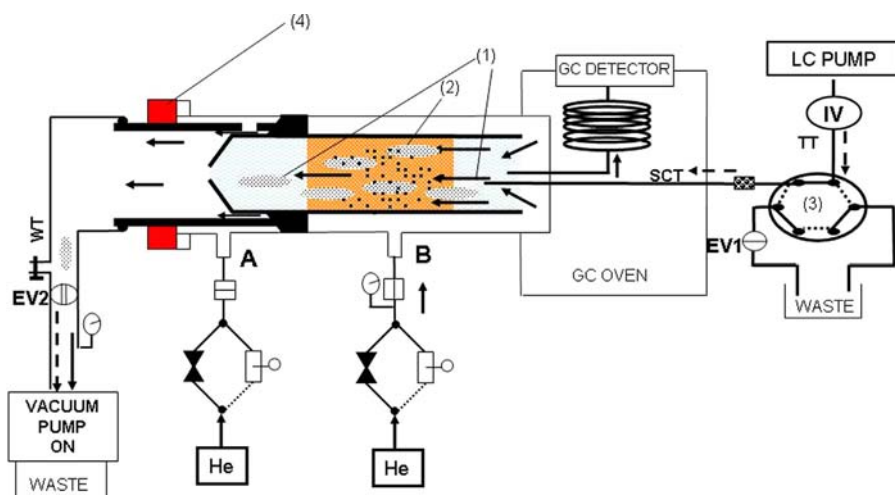 (4)
(1)
(2)
GC DETECTOR
LC PUMP
IV
TT
SCT
(3)
WT
A
B
EV1
EV2
GC OVEN
WASTE
VACUUM
PUMP
ON
He
He
WASTE